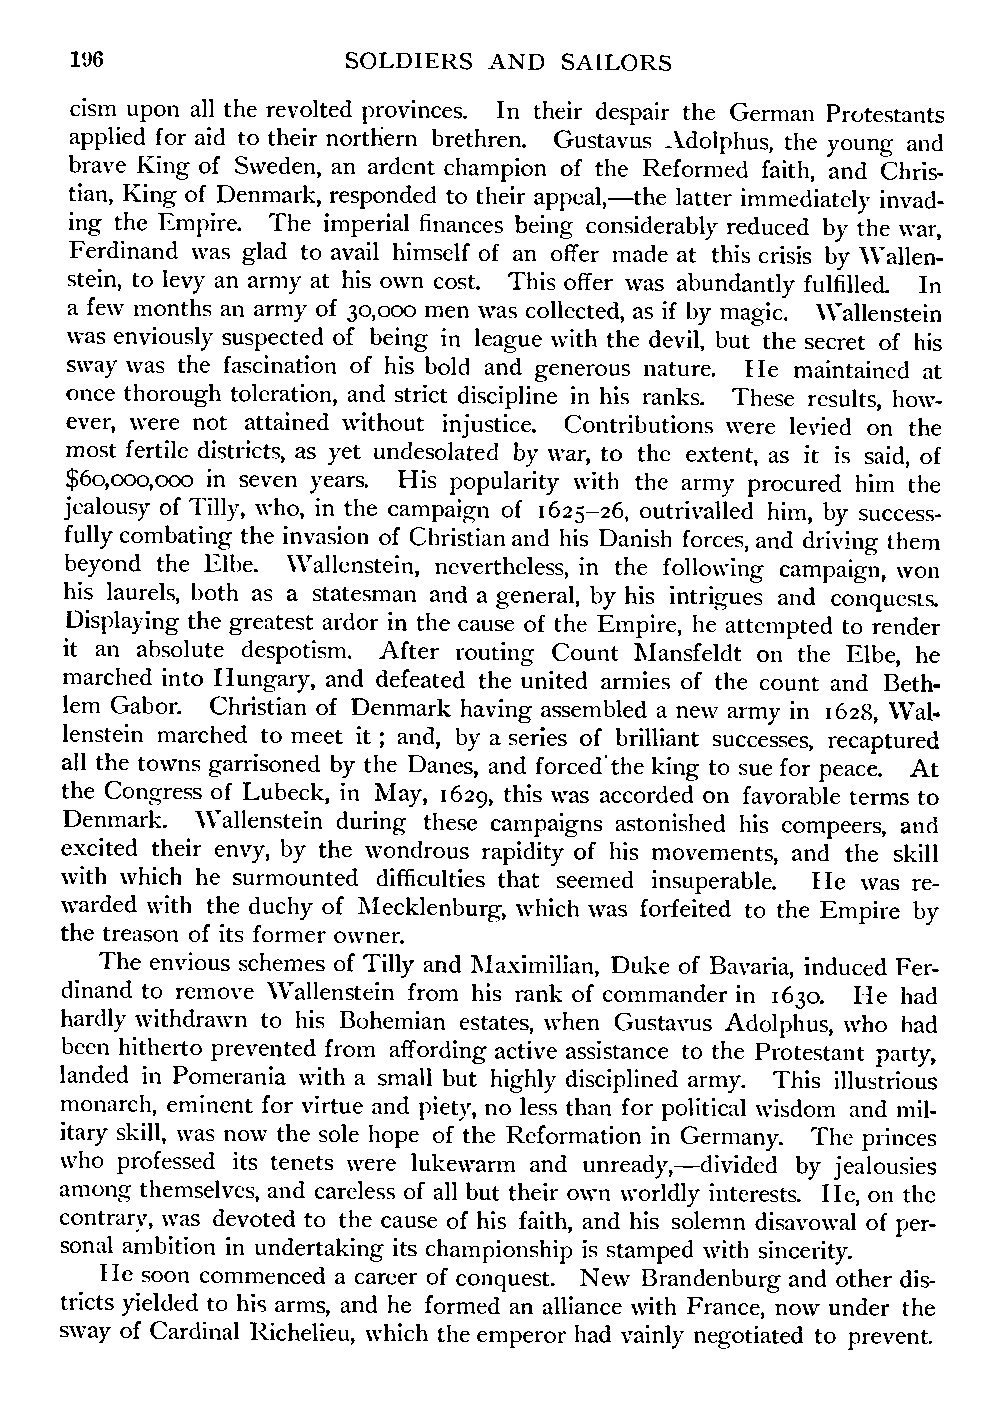 196 SOLDIERS AND SAILORS
cism upon all the revolted provinces. In their despair the German Protestants
applied for aid to their northern brethren. Gustavus Adolphus, the young and
brave King of Sweden, an ardent champion of the Reformed faith, and Chris-
tian, King of Denmark, responded to their appeal,—the latter immediately invad-
ing the Empire. The imperial finances being considerably reduced by the war,
Ferdinand was glad to avail himself of an offer made at this crisis by Wallen-
stein, to levy an army at his own cost. This offer was abundantly fulfilled. In
a few months an army of 30,000 men was collected, as if by magic. Wallenstein
was enviously suspected of being in league with the devil, but the secret of his
sway was the fascination of his bold and generous nature. He maintained at
once thorough toleration, and strict discipline in his ranks. These results, how-
ever, were not attained without injustice. Contributions were levied on the
most fertile districts, as yet undesolated by war, to the extent, as it is said, of
$60,000,000 in seven years. His popularity with the army procured him the
jealousy of Tilly, who, in the campaign of 1625–26, outrivalled him, by success-
fully combating the invasion of Christian and his Danish forces, and driving them
beyond the Elbe. Wallenstein, nevertheless, in the following campaign, won
his laurels, both as a statesman and a general, by his intrigues and conquests.
Displaying the greatest ardor in the cause of the Empire, he attempted to render
it an absolute despotism. After routing Count Mansfeldt on the Elbe, he
marched into Hungary, and defeated the united armies of the count and Beth-
lem Gabor. Christian of Denmark having assembled a new army in 1628, Wal-
lenstein marched to meet it ; and, by a series of brilliant successes, recaptured
all the towns garrisoned by the Danes, and forced the king to sue for peace. At
the Congress of Lubeck, in May, 1629, this was accorded on favorable terms to
Denmark. Wallenstein during these campaigns astonished his compeers, and
excited their envy, by the wondrous rapidity of his movements, and the skill
with which he surmounted difficulties that seemed insuperable. He was re-
warded with the duchy of Mecklenburg, which was forfeited to the Empire by
the treason of its former owner.
The envious schemes of Tilly and Maximilian, Duke of Bavaria, induced Fer-
dinand to remove Wallenstein from his rank of commander in 1630. He had
hardly withdrawn to his Bohemian estates, when Gustavus Adolphus, who had
been hitherto prevented from affording active assistance to the Protestant party,
landed in Pomerania with a small but highly disciplined army. This illustrious
monarch, eminent for virtue and piety, no less than for political wisdom and mil-
itary skill, was now the sole hope of the Reformation in Germany. The princes
who professed its tenets were lukewarm and unready,—divided by jealousies
among themselves, and careless of all but their own worldly interests. He, on the
contrary, was devoted to the cause of his faith, and his solemn disavowal of per-
sonal ambition in undertaking its championship is stamped with sincerity.
He soon commenced a career of conquest. New Brandenburg and other dis-
tricts yielded to his arms, and he formed an alliance with France, now under the
sway of Cardinal Richelieu, which the emperor had vainly negotiated to prevent.